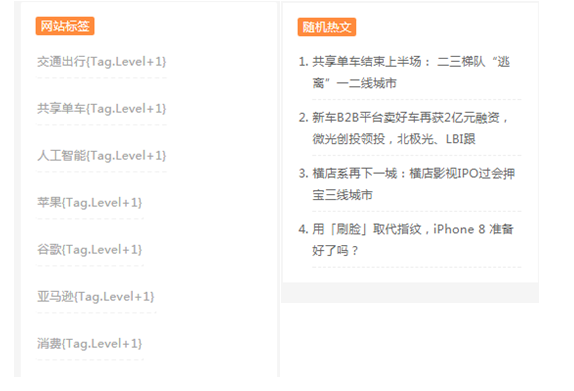 网站标签
交通出行{Tag.Level+1}
共享单车{Tag.Level+1}
人工智能{Tag.Level+1}
苹果{Tag.Level+1}
谷歌{Tag.Level+1}
亚马逊{Tag.Level+1}
消费{Tag.Level+1}
随机热文
1. 共享单车结束上半场： 二三梯队“逃
离”一二线城市
2. 新车B2B平台卖好车再获2亿元融资，
微光创投领投，北极光、LBI跟
3. 横店系再下一城：横店影视IPO过会押
宝三线城市
4. 用「刷脸」取代指纹，iPhone 8 准备
好了吗？